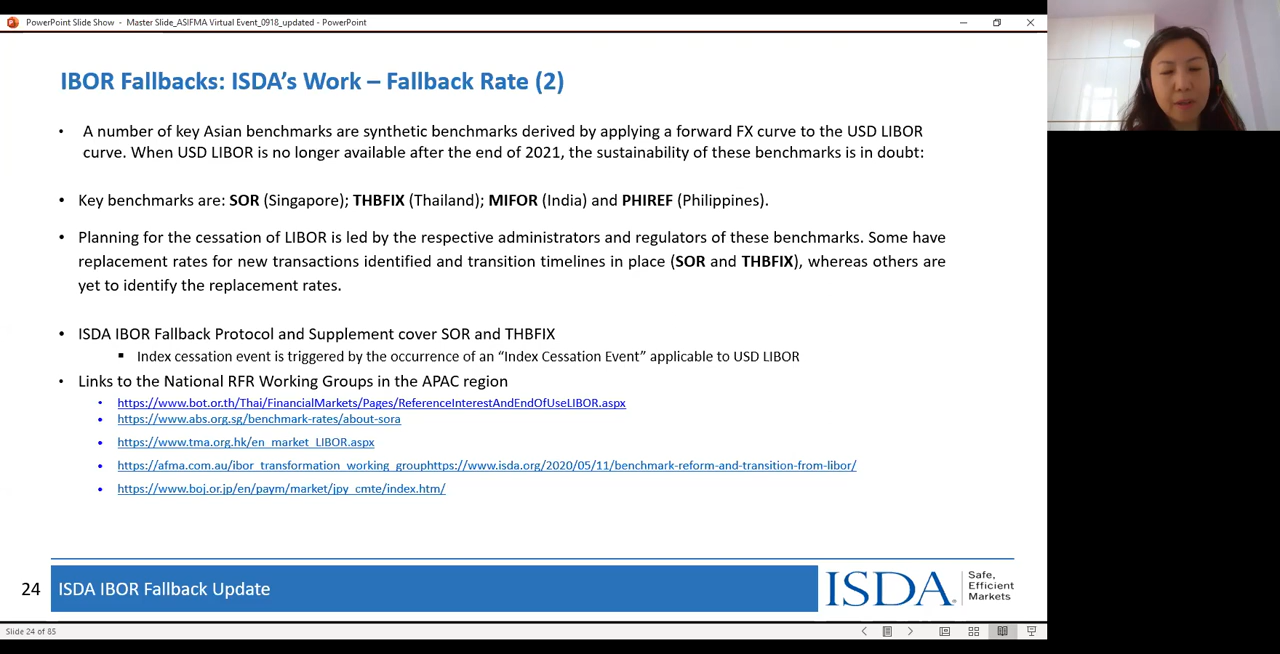 PowerPoint Slide Show - Master Slide_ASIFMA Virtual Event_0918_updated - PowerPoint
IBOR Fallbacks: ISDA's Work – Fallback Rate (2)
• A number of key Asian benchmarks are synthetic benchmarks derived by applying a forward FX curve to the USD LIBOR
curve. When USD LIBOR is no longer available after the end of 2021, the sustainability of these benchmarks is in doubt:
• Key benchmarks are: SOR (Singapore); THBFIX (Thailand); MIFOR (India) and PHIREF (Philippines).
• Planning for the cessation of LIBOR is led by the respective administrators and regulators of these benchmarks. Some have
replacement rates for new transactions identified and transition timelines in place (SOR and THBFIX), whereas others are
yet to identify the replacement rates.
• ISDA IBOR Fallback Protocol and Supplement cover SOR and THBFIX
▪ Index cessation event is triggered by the occurrence of an “Index Cessation Event” applicable to USD LIBOR
• Links to the National RFR Working Groups in the APAC region
• https://www.bot.or.th/Thai/FinancialMarkets/Pages/ReferenceInterestAndEndOfUseLIBOR.aspx
• https://www.abs.org.sg/benchmark-rates/about-sora
• https://www.tma.org.hk/en_market_LIBOR.aspx
• https://afma.com.au/ibor_transformation_working_grouphttps://www.isda.org/2020/05/11/benchmark-reform-and-transition-from-libor/
• https://www.boj.or.jp/en/paym/market/jpy_cmte/index.htm/
24 ISDA IBOR Fallback Update
ISDA®
Safe,
Efficient
Markets
Slide 24 of 85